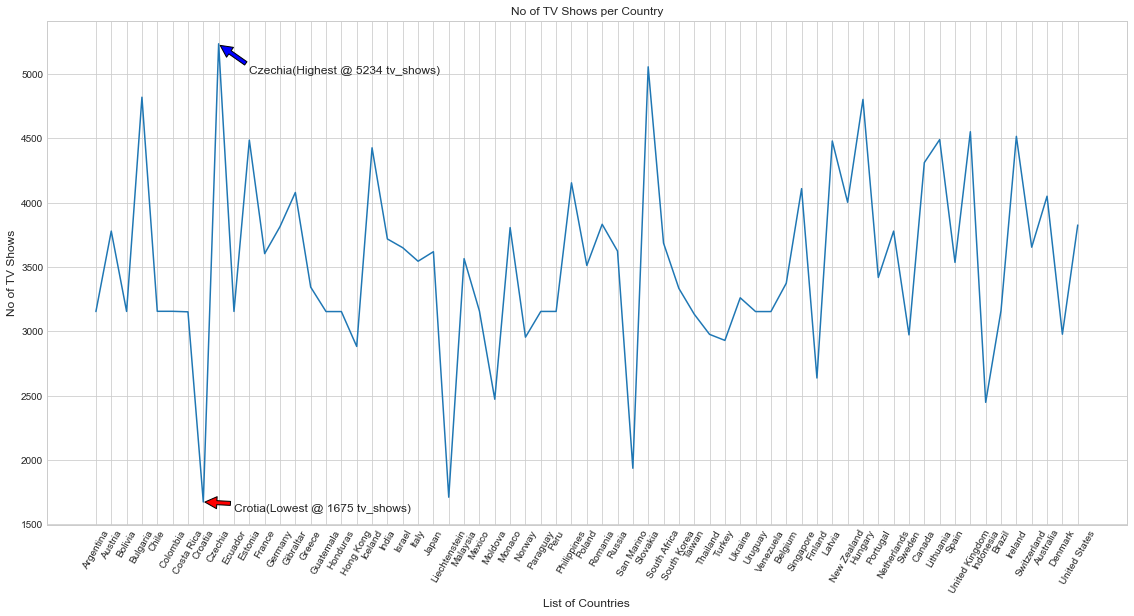 No of TV Shows per Country
No of TV Shows
5000
4500
4000
3500
3000
2500
2000
1500
Czechia(Highest @ 5234 tv_shows)
Crotia(Lowest @ 1675 tv_shows)
Argentina
Austria
Bolivia
Bulgaria
Chile
Colombia
Costa Rica
Croatia
Czechia
Ecuador
Estonia
France
Germany
Gibraltar
Greece
Guatemala
Honduras
Hong Kong
Iceland
India
Israel
Italy
Japan
Liechtenstein
Malaysia
Mexico
Moldova
Monaco
Norway
Paraguay
Peru
Philippines
Poland
Romania
Russia
San Marino
Slovakia
South Africa
South Korea
Taiwan
Thailand
Turkey
Ukraine
Uruguay
Venezuela
Belgium
Singapore
Finland
Latvia
New Zealand
Hungary
Portugal
Netherlands
Sweden
Canada
Lithuania
Spain
United Kingdom
Indonesia
Brazil
Ireland
Switzerland
Australia
Denmark
United States
List of Countries